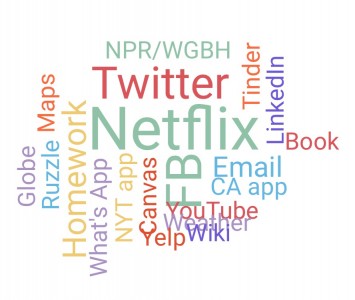 NPR/WGBH
Twitter
Tinder
LinkedIn
Maps
Netflix
Book
Homework
Globe
Ruzzle
What's App
NYT app
Canvas
FB
Email
CA app
YouTube
Weather
Yelp
Wiki